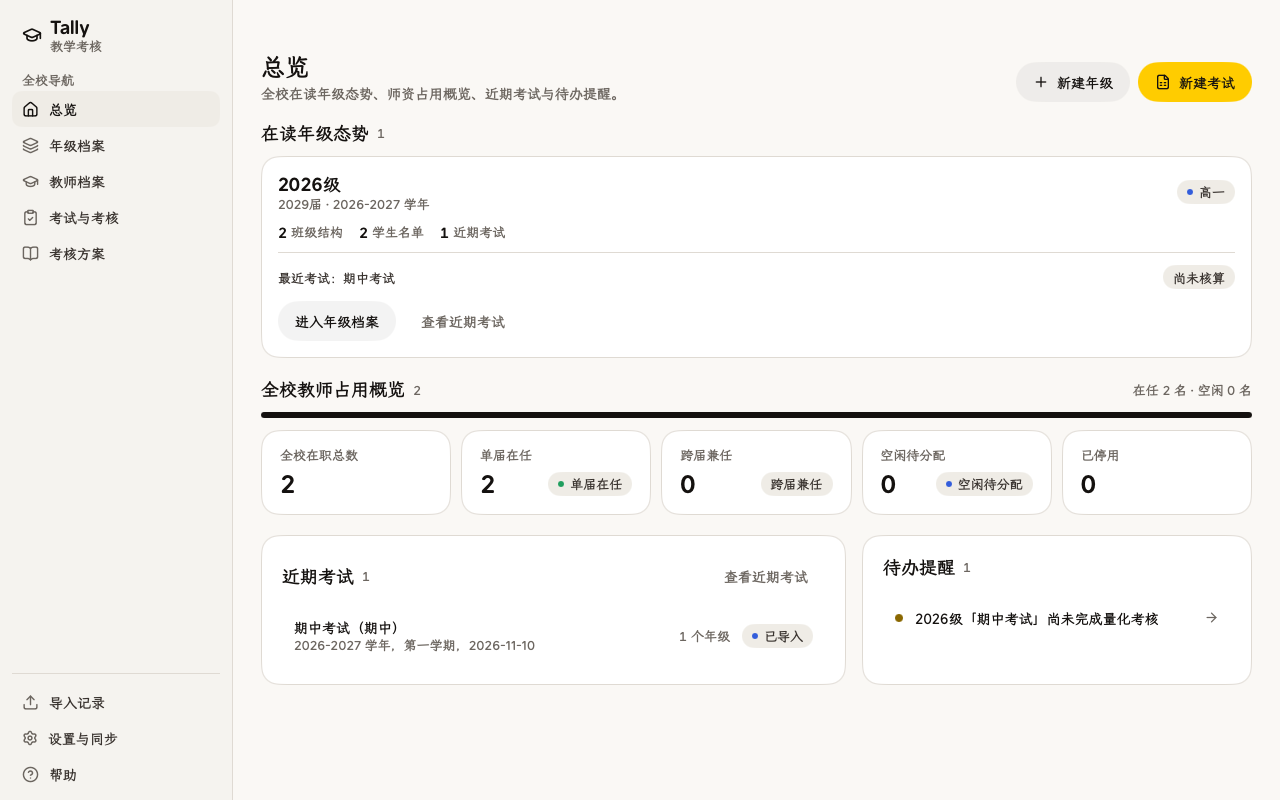 Tally
教学考核
全校导航
总览
年级档案
教师档案
考试与考核
考核方案
导入记录
设置与同步
帮助
总览
全校在读年级态势、师资占用概览、近期考试与待办提醒。
新建年级
新建考试
在读年级态势 1
2026级
2029届 · 2026-2027 学年
高一
2 班级结构 2 学生名单 1 近期考试
最近考试：期中考试
尚未核算
进入年级档案
查看近期考试
全校教师占用概览 2
在任 2 名 · 空闲 0 名
全校在职总数
2
单届在任
2 单届在任
跨届兼任
0 跨届兼任
空闲待分配
0 空闲待分配
已停用
0
近期考试 1
查看近期考试
期中考试（期中）
2026-2027 学年，第一学期，2026-11-10
1 个年级 已导入
待办提醒 1
2026级「期中考试」尚未完成量化考核